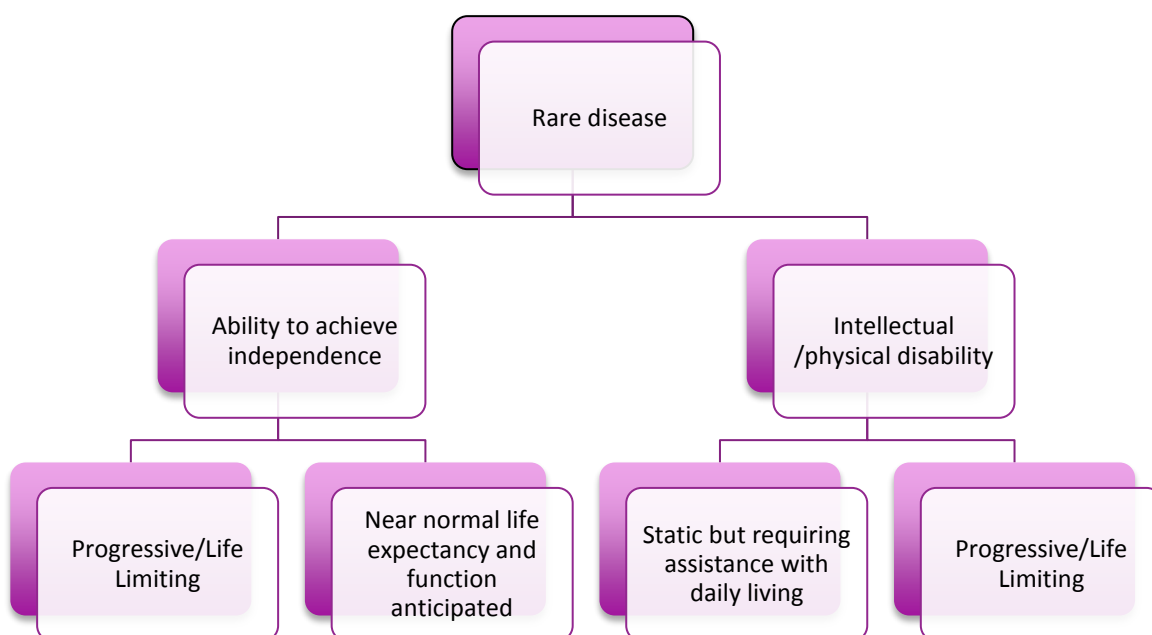 Rare disease
Ability to achieve
independence
Intellectual
/physical disability
Progressive/Life
Limiting
Near normal life
expectancy and
function
anticipated
Static but requiring
assistance with
daily living
Progressive/Life
Limiting